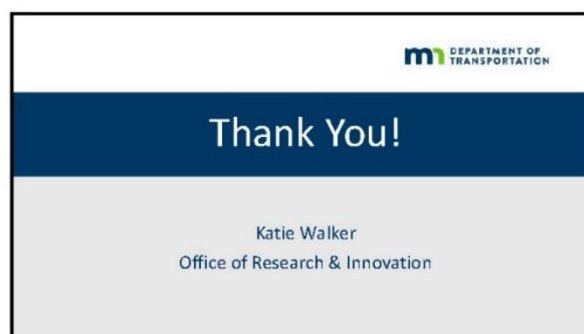 mn DEPARTMENT OF
TRANSPORTATION
Thank You!
Katie Walker
Office of Research & Innovation